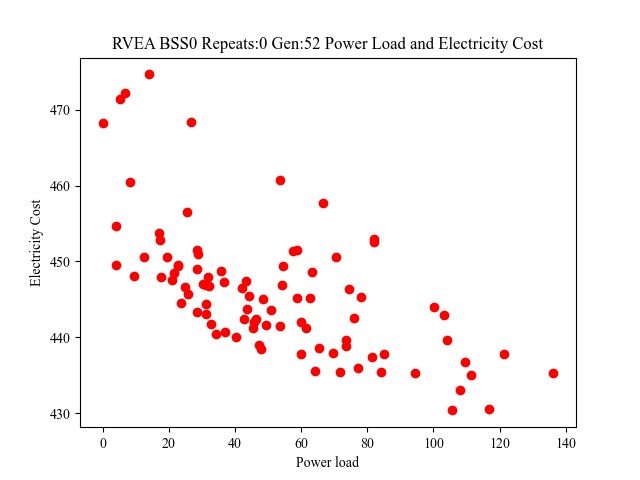 RVEA BSS0 Repeats:0 Gen:52 Power Load and Electricity Cost
470
460
450
440
430
Electricity Cost
0 20 40 60 80 100 120 140
Power load